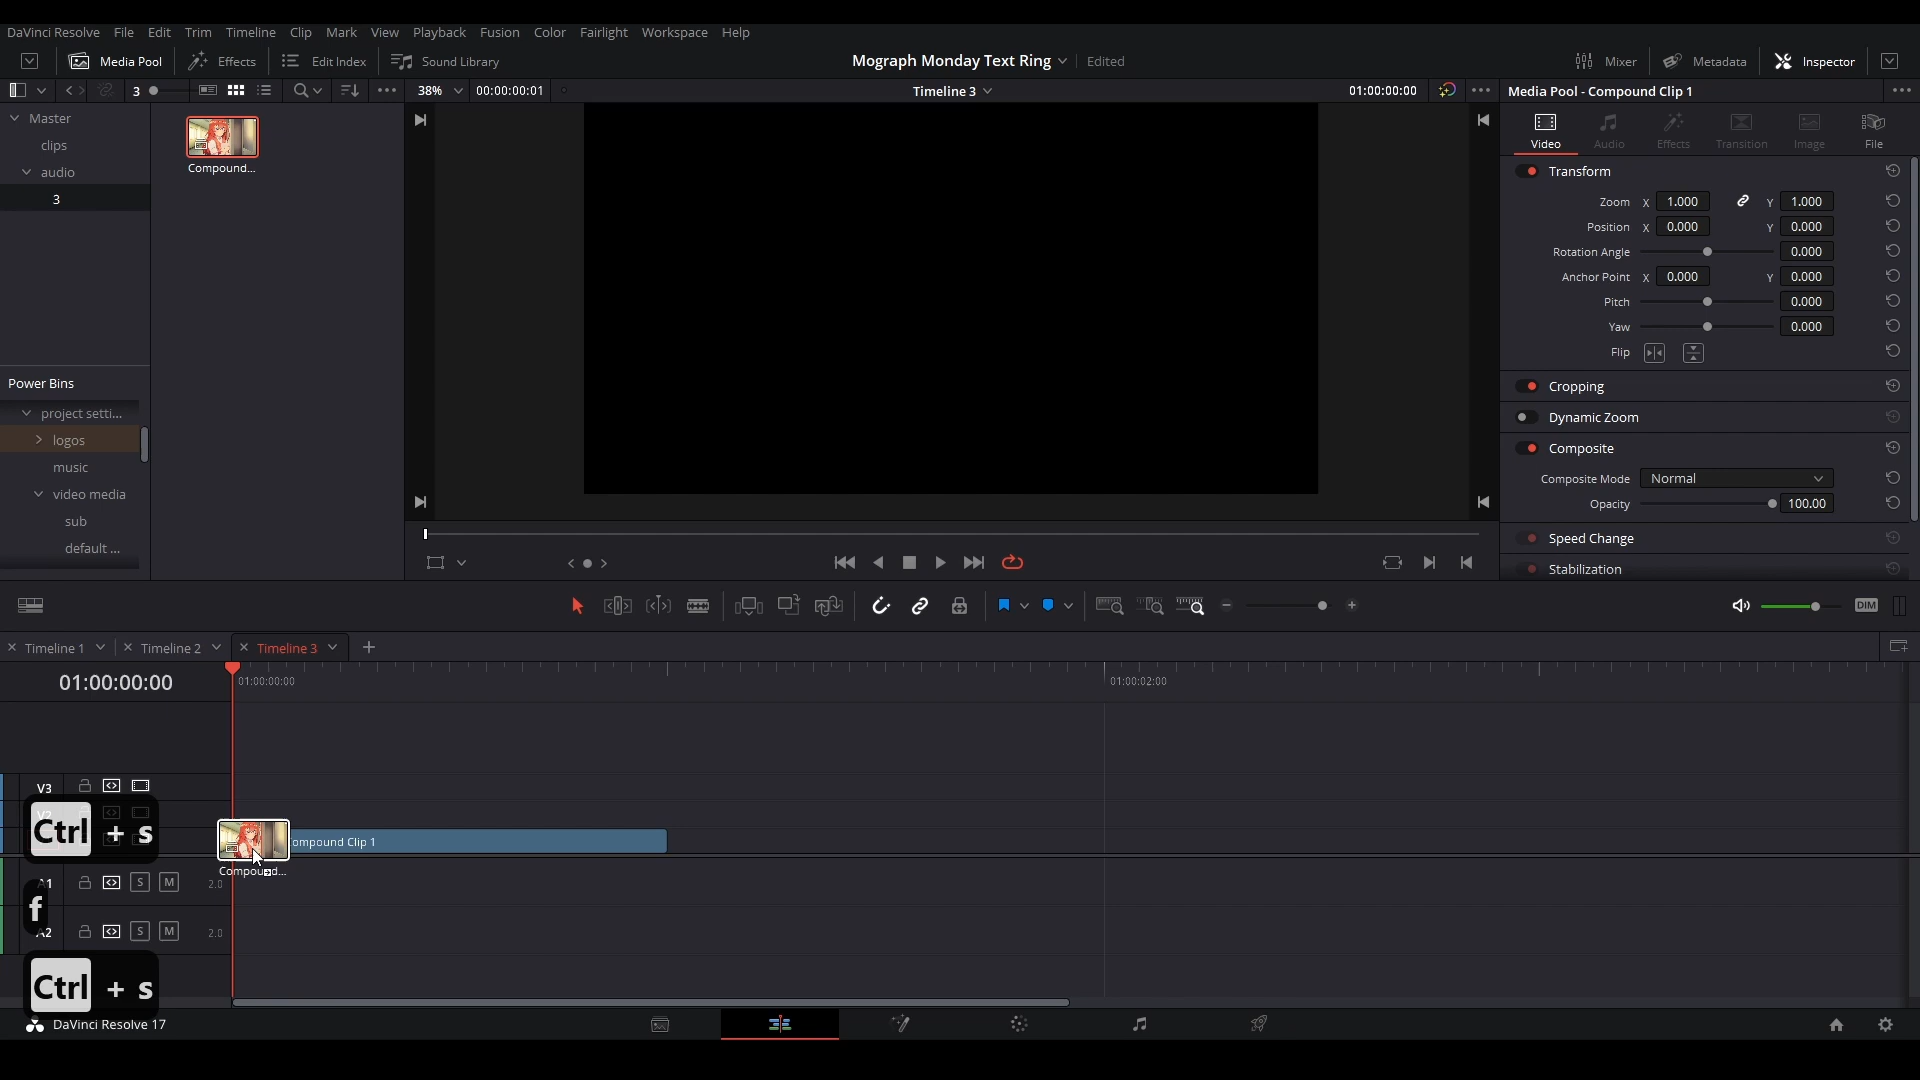 DaVinci Resolve File Edit Trim Timeline Clip Mark View Playback Fusion Color Fairlight Workspace Help
Media Pool Effects Edit Index Sound Library Mograph Monday Text Ring Edited Mixer Metadata Inspector
3 38% 00:00:00:01 Timeline 3 01:00:00:00 Media Pool - Compound Clip 1
Master
clips
audio
3
Compound...
Video Audio Effects Transition Image File
Transform
Zoom X 1.000 Y 1.000
Position X 0.000 Y 0.000
Rotation Angle 0.000
Anchor Point X 0.000 Y 0.000
Pitch 0.000
Yaw 0.000
Flip
Cropping
Dynamic Zoom
Composite
Composite Mode Normal
Opacity 100.00
Speed Change
Stabilization
Power Bins
project setti...
logos
music
video media
sub
default ...
DIM
Timeline 1 Timeline 2 Timeline 3
01:00:00:00 01:00:00:00 01:00:02:00
V3
V2
Ctrl + s
ompound Clip 1
Compound...
A1 S M 2.0
f
A2 S M 2.0
Ctrl + s
DaVinci Resolve 17